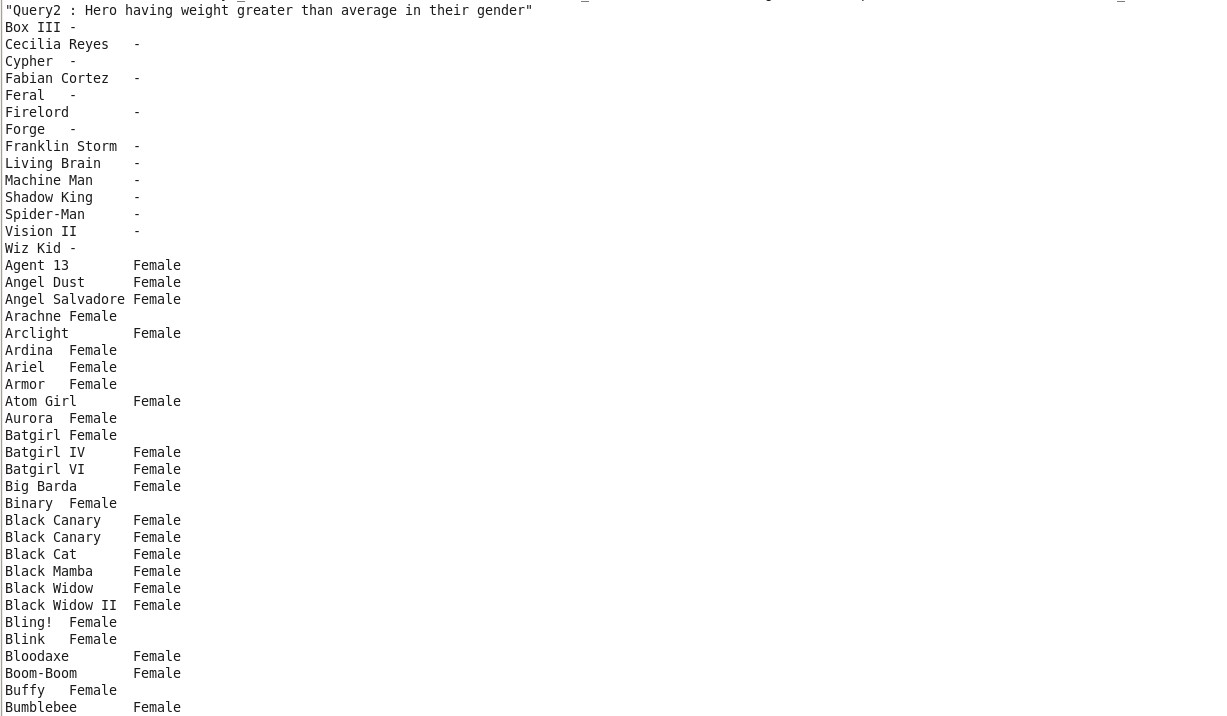 "Query2 : Hero having weight greater than average in their gender"
Box III -
Cecilia Reyes   -
Cypher  -
Fabian Cortez   -
Feral   -
Firelord        -
Forge   -
Franklin Storm  -
Living Brain    -
Machine Man     -
Shadow King     -
Spider-Man      -
Vision II       -
Wiz Kid -
Agent 13        Female
Angel Dust      Female
Angel Salvadore Female
Arachne Female
Arclight        Female
Ardina  Female
Ariel   Female
Armor   Female
Atom Girl       Female
Aurora  Female
Batgirl Female
Batgirl IV      Female
Batgirl VI      Female
Big Barda       Female
Binary  Female
Black Canary    Female
Black Canary    Female
Black Cat       Female
Black Mamba     Female
Black Widow     Female
Black Widow II  Female
Bling!  Female
Blink   Female
Bloodaxe        Female
Boom-Boom       Female
Buffy   Female
Bumblebee       Female